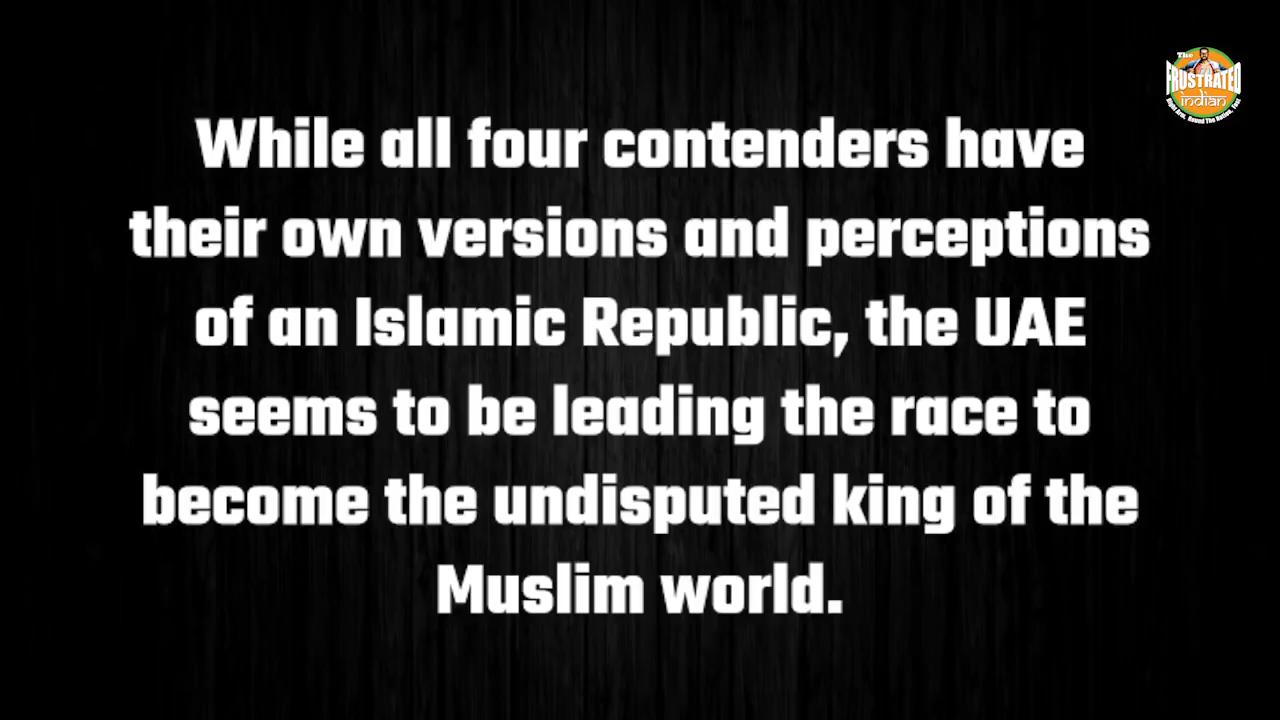 The
FRUSTRATED
indian
While all four contenders have
their own versions and perceptions
of an Islamic Republic, the UAE
seems to be leading the race to
become the undisputed king of the
Muslim world.